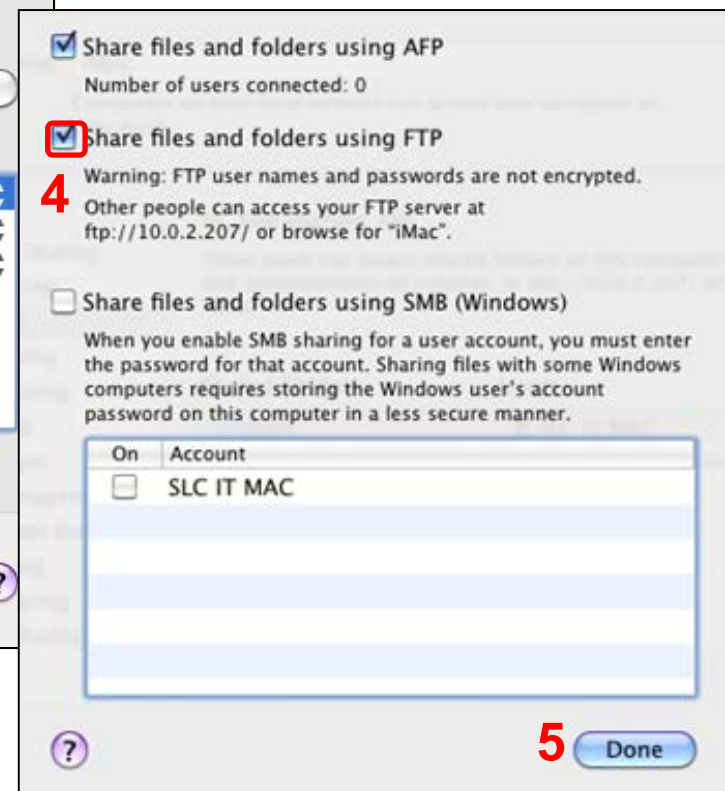 Share files and folders using AFP
Number of users connected: 0
Share files and folders using FTP
4
Warning: FTP user names and passwords are not encrypted.
Other people can access your FTP server at
ftp://10.0.2.207/ or browse for "iMac".
Share files and folders using SMB (Windows)
When you enable SMB sharing for a user account, you must enter
the password for that account. Sharing files with some Windows
computers requires storing the Windows user's account
password on this computer in a less secure manner.
On Account
SLC IT MAC
?
?
5 Done